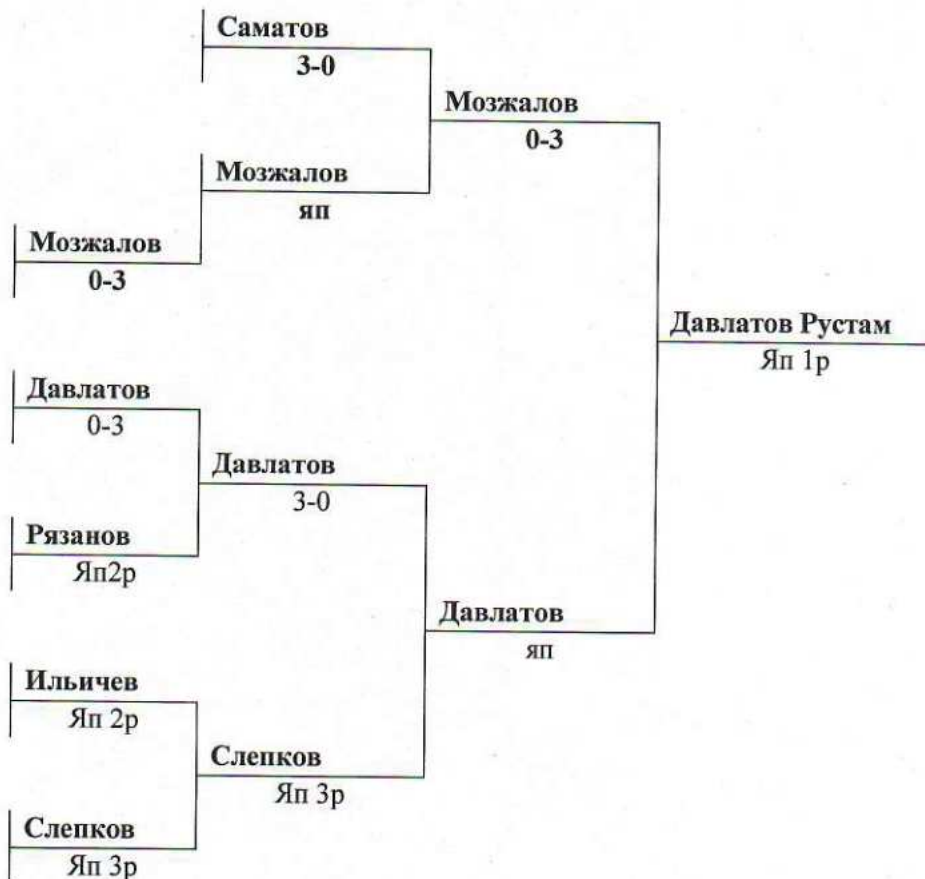 Саматов
3-0
Мозжалов
0-3
Мозжалов
яп
Мозжалов
0-3
Давлатов Рустам
Яп 1р
Давлатов
0-3
Давлатов
3-0
Рязанов
Яп2р
Давлатов
яп
Ильичев
Яп 2р
Слепков
Яп 3р
Слепков
Яп 3р